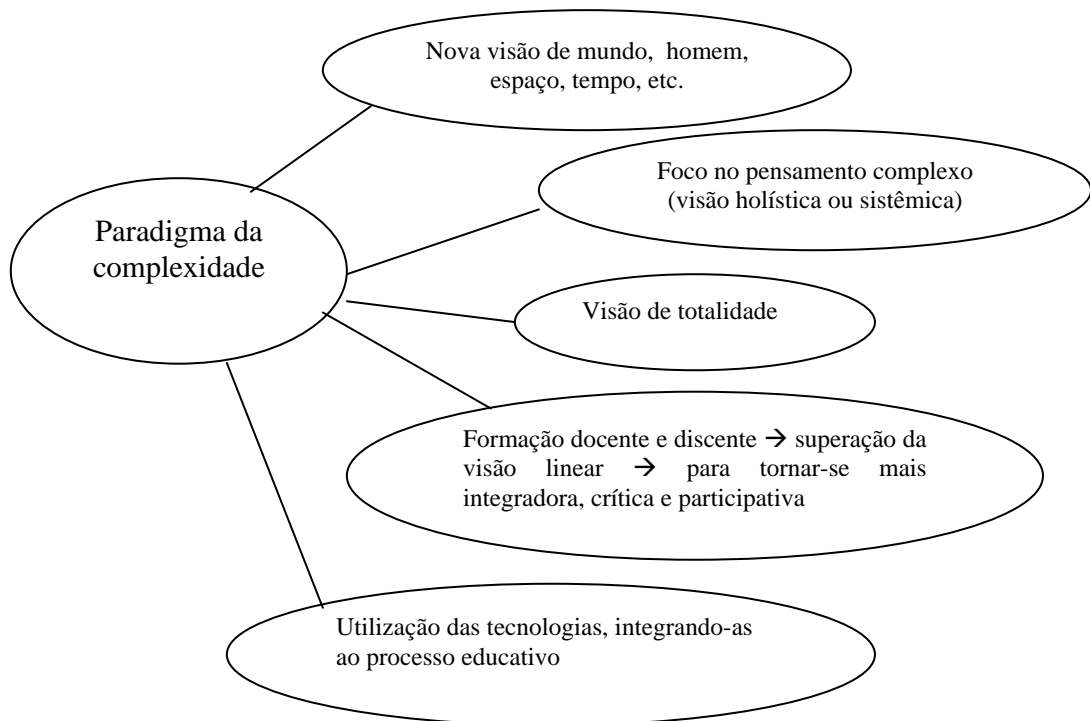 Nova visão de mundo, homem,
espaço, tempo, etc.
Foco no pensamento complexo
(visão holística ou sistêmica)
Paradigma da
complexidade
Visão de totalidade
Formação docente e discente → superação da
visão linear → para tornar-se mais
integradora, crítica e participativa
Utilização das tecnologias, integrando-as
ao processo educativo